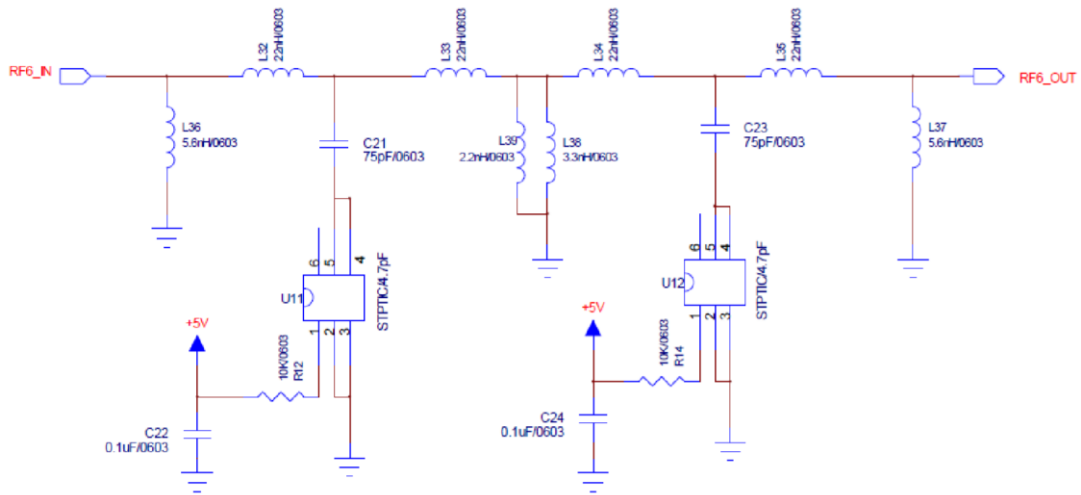 RF6_IN
L32
22nH/0603
L33
22nH/0603
L34
22nH/0603
L35
22nH/0603
RF6_OUT
L36
5.6nH/0603
C21
75pF/0603
L39
2.2nH/0603
L38
3.3nH/0603
C23
75pF/0603
L37
5.6nH/0603
6
5
4
U11
STPTIC/4.7pF
1
2
3
6
5
4
U12
STPTIC/4.7pF
1
2
3
+5V
10K/0603
R12
C22
0.1uF/0603
+5V
10K/0603
R14
C24
0.1uF/0603